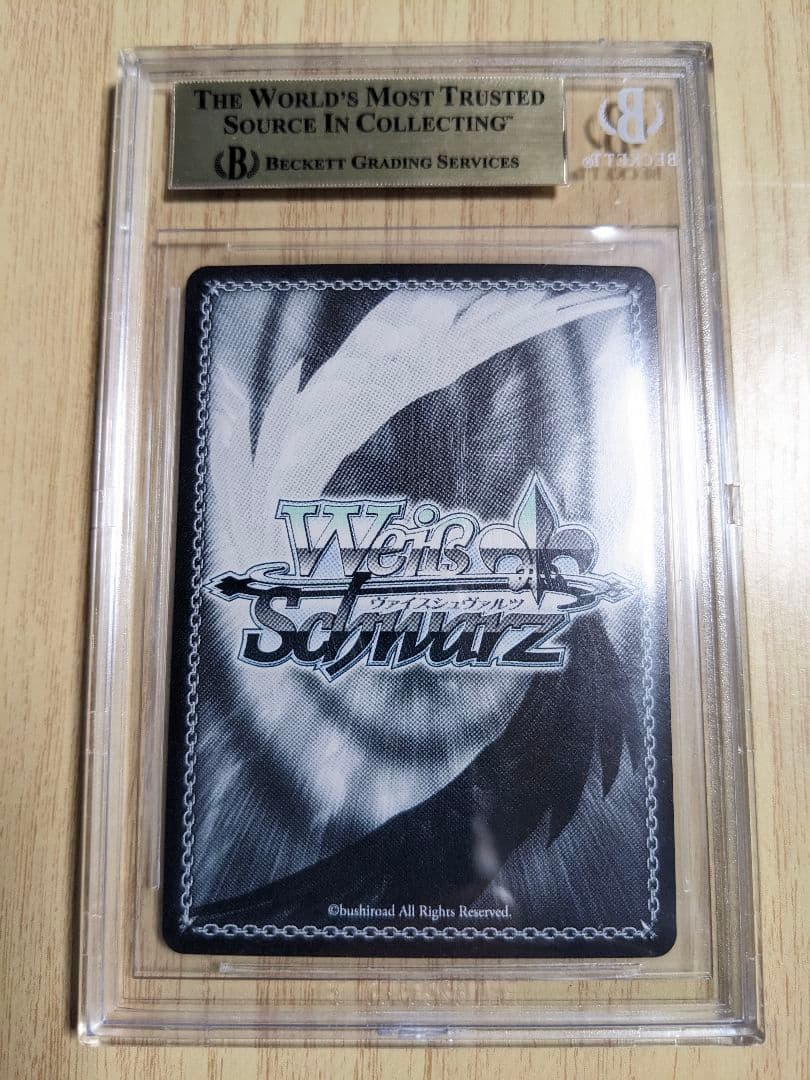 THE WORLD'S MOST TRUSTED
SOURCE IN COLLECTING™
B BECKETT GRADING SERVICES
B
BECKETT
Weiß
ヴァイスシュヴァルツ
Schwarz
©bushiroad All Rights Reserved.